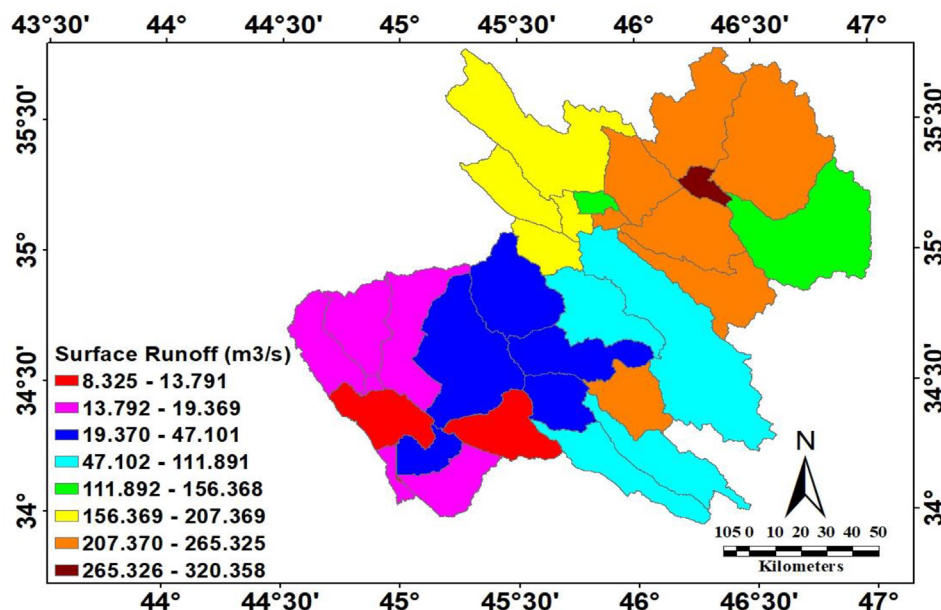 43°30' 44° 44°30' 45° 45°30' 46° 46°30' 47°
35°30' 35°30'
35° 35°
34°30' 34°30'
34° 34°
Surface Runoff (m3/s)
8.325 - 13.791
13.792 - 19.369
19.370 - 47.101
47.102 - 111.891
111.892 - 156.368
156.369 - 207.369
207.370 - 265.325
265.326 - 320.358
N
105 0 10 20 30 40 50
Kilometers
44° 44°30' 45° 45°30' 46° 46°30' 47°